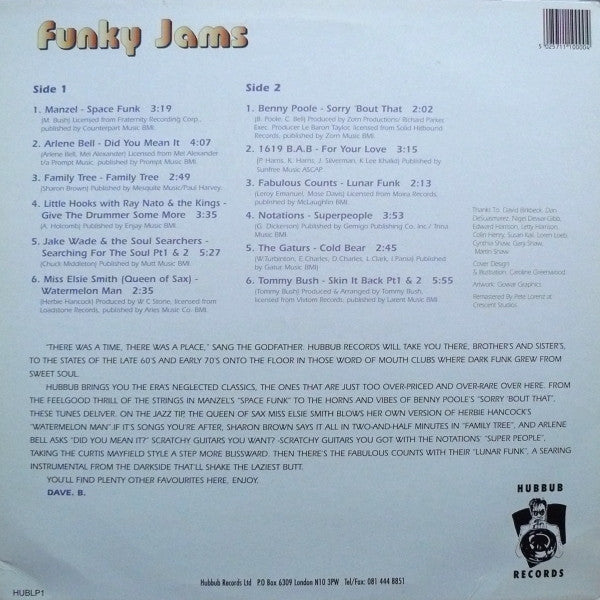 Funky Jams
5 025711 100004
Side 1
1. Manzel - Space Funk 3:19
(M. Bush) Licensed from Fraternity Recording Corp.,
published by Counterpart Music BMI.
2. Arlene Bell - Did You Mean It 4:07
(Arlene Bell, Mel Alexander) Licensed from Mel Alexander
t/a Prompt Music, published by Prompt Music BMI.
3. Family Tree - Family Tree 2:49
(Sharon Brown) Published by Mesquite Music/Paul Harvey.
4. Little Hooks with Ray Nato & the Kings -
Give The Drummer Some More 3:35
(A. Holcomb) Published by Enjay Music BMI.
5. Jake Wade & the Soul Searchers -
Searching For The Soul Pt1 & 2 5:27
(Chuck Middleton) Published by Mutt Music BMI.
6. Miss Elsie Smith (Queen of Sax) -
Watermelon Man 2:35
(Herbie Hancock) Produced by W C Stone, licensed from
Loadstone Records, published by Aries Music Co. BMI.
Side 2
1. Benny Poole - Sorry 'Bout That 2:02
(B. Poole, C. Bell) Produced by Zorn Productions/ Richard Parker,
Exec. Producer Le Baron Taylor, licensed from Solid Hitbound
Records, published by Zorn Music BMI.
2. 1619 B.A.B - For Your Love 3:15
(P. Harris, K. Harris, J. Silverman, K Lee Khalid) Published by
Sunfree Music ASCAP.
3. Fabulous Counts - Lunar Funk 2:13
(Leroy Emanuel, Mose Davis) Licensed from Moira Records,
published by McLaughlin BMI.
4. Notations - Superpeople 3:53
(G. Dickerson) Published by Gemigo Publishing Co. Inc./ Trina
Music BMI.
5. The Gaturs - Cold Bear 2:45
(W.Turbinton, E Charles, D.Charles, L. Clark, J.Pania) Published
by Gatur Music BMI)
6. Tommy Bush - Skin It Back Pt1 & 2 5:55
(Tommy Bush) Produced & Arranged by Tommy Bush,
licensed from Vistom Records, published by Latent Music BMI.
Thanks To: David Birkbeck, Dan
DeSousa Marez, Nigel Dewar Gibb,
Edward Harrison, Letty Harrison,
Colin Henry, Susan Kail, Loren Loeb,
Cynthia Shaw, Gary Shaw,
Martin Shaw
Cover Design
& Illustration. Caroline Greenwood
Artwork: Gowar Graphics
Remastered By Pete Lorenz at
Crescent Studios.
"THERE WAS A TIME, THERE WAS A PLACE," SANG THE GODFATHER. HUBBUB RECORDS WILL TAKE YOU THERE, BROTHER'S AND SISTER'S,
TO THE STATES OF THE LATE 60'S AND EARLY 70'S ONTO THE FLOOR IN THOSE WORD OF MOUTH CLUBS WHERE DARK FUNK GREW FROM
SWEET SOUL.
HUBBUB BRINGS YOU THE ERA'S NEGLECTED CLASSICS, THE ONES THAT ARE JUST TOO OVER-PRICED AND OVER-RARE OVER HERE. FROM
THE FEELGOOD THRILL OF THE STRINGS IN MANZEL'S "SPACE FUNK" TO THE HORNS AND VIBES OF BENNY POOLE'S "SORRY 'BOUT THAT",
THESE TUNES DELIVER. ON THE JAZZ TIP, THE QUEEN OF SAX MISS ELSIE SMITH BLOWS HER OWN VERSION OF HERBIE HANCOCK'S
"WATERMELON MAN" IF IT'S SONGS YOU'RE AFTER, SHARON BROWN SAYS IT ALL IN TWO-AND-HALF MINUTES IN "FAMILY TREE", AND ARLENE
BELL ASKS "DID YOU MEAN IT?" SCRATCHY GUITARS YOU WANT? -SCRATCHY GUITARS YOU GOT WITH THE NOTATIONS' "SUPER PEOPLE",
TAKING THE CURTIS MAYFIELD STYLE A STEP MORE BLISSWARD. THEN THERE'S THE FABULOUS COUNTS WITH THEIR "LUNAR FUNK", A SEARING
INSTRUMENTAL FROM THE DARKSIDE THAT'LL SHAKE THE LAZIEST BUTT.
YOU'LL FIND PLENTY OTHER FAVOURITES HERE, ENJOY.
DAVE. B.
HUBBUB
RECORDS
Hubbub Records Ltd P.O Box 6309 London N10 3PW Tel/Fax: 081 444 8851
HUBLP1